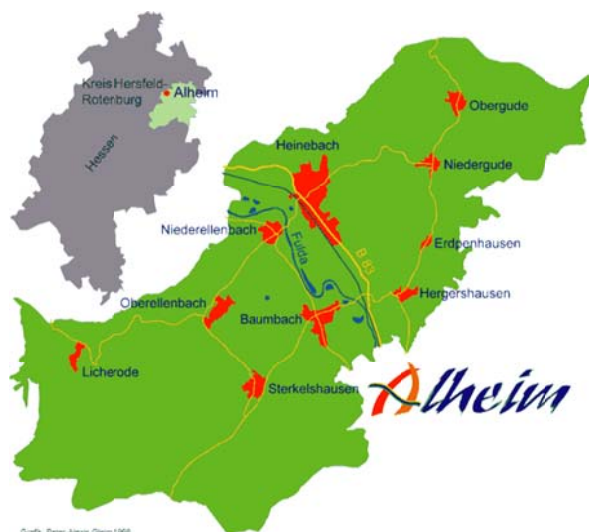 Kreis Hersfeld-
Rotenburg
Alheim
Hessen
Obergude
Heinebach
Niedergude
Niederellenbach
Fulda
B 83
Erdpenhausen
Hergershausen
Oberellenbach
Baumbach
Licherode
Sterkelshausen
Alheim